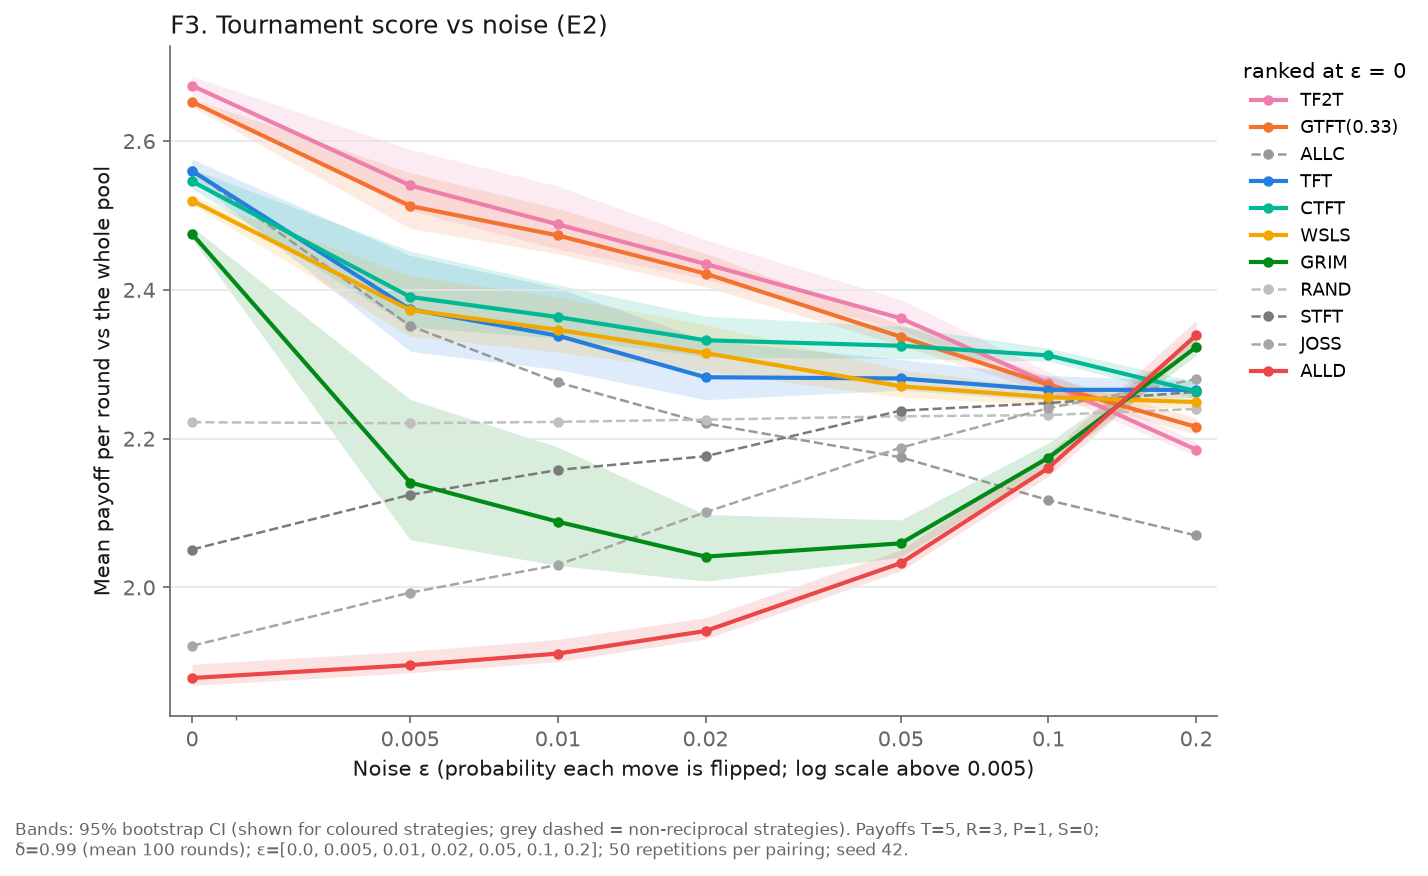 F3. Tournament score vs noise (E2)
ranked at ε = 0
TF2T
GTFT(0.33)
ALLC
TFT
CTFT
WSLS
GRIM
RAND
STFT
JOSS
ALLD
Mean payoff per round vs the whole pool
2.6
2.4
2.2
2.0
0 0.005 0.01 0.02 0.05 0.1 0.2
Noise ε (probability each move is flipped; log scale above 0.005)
Bands: 95% bootstrap CI (shown for coloured strategies; grey dashed = non-reciprocal strategies). Payoffs T=5, R=3, P=1, S=0;
δ=0.99 (mean 100 rounds); ε=[0.0, 0.005, 0.01, 0.02, 0.05, 0.1, 0.2]; 50 repetitions per pairing; seed 42.